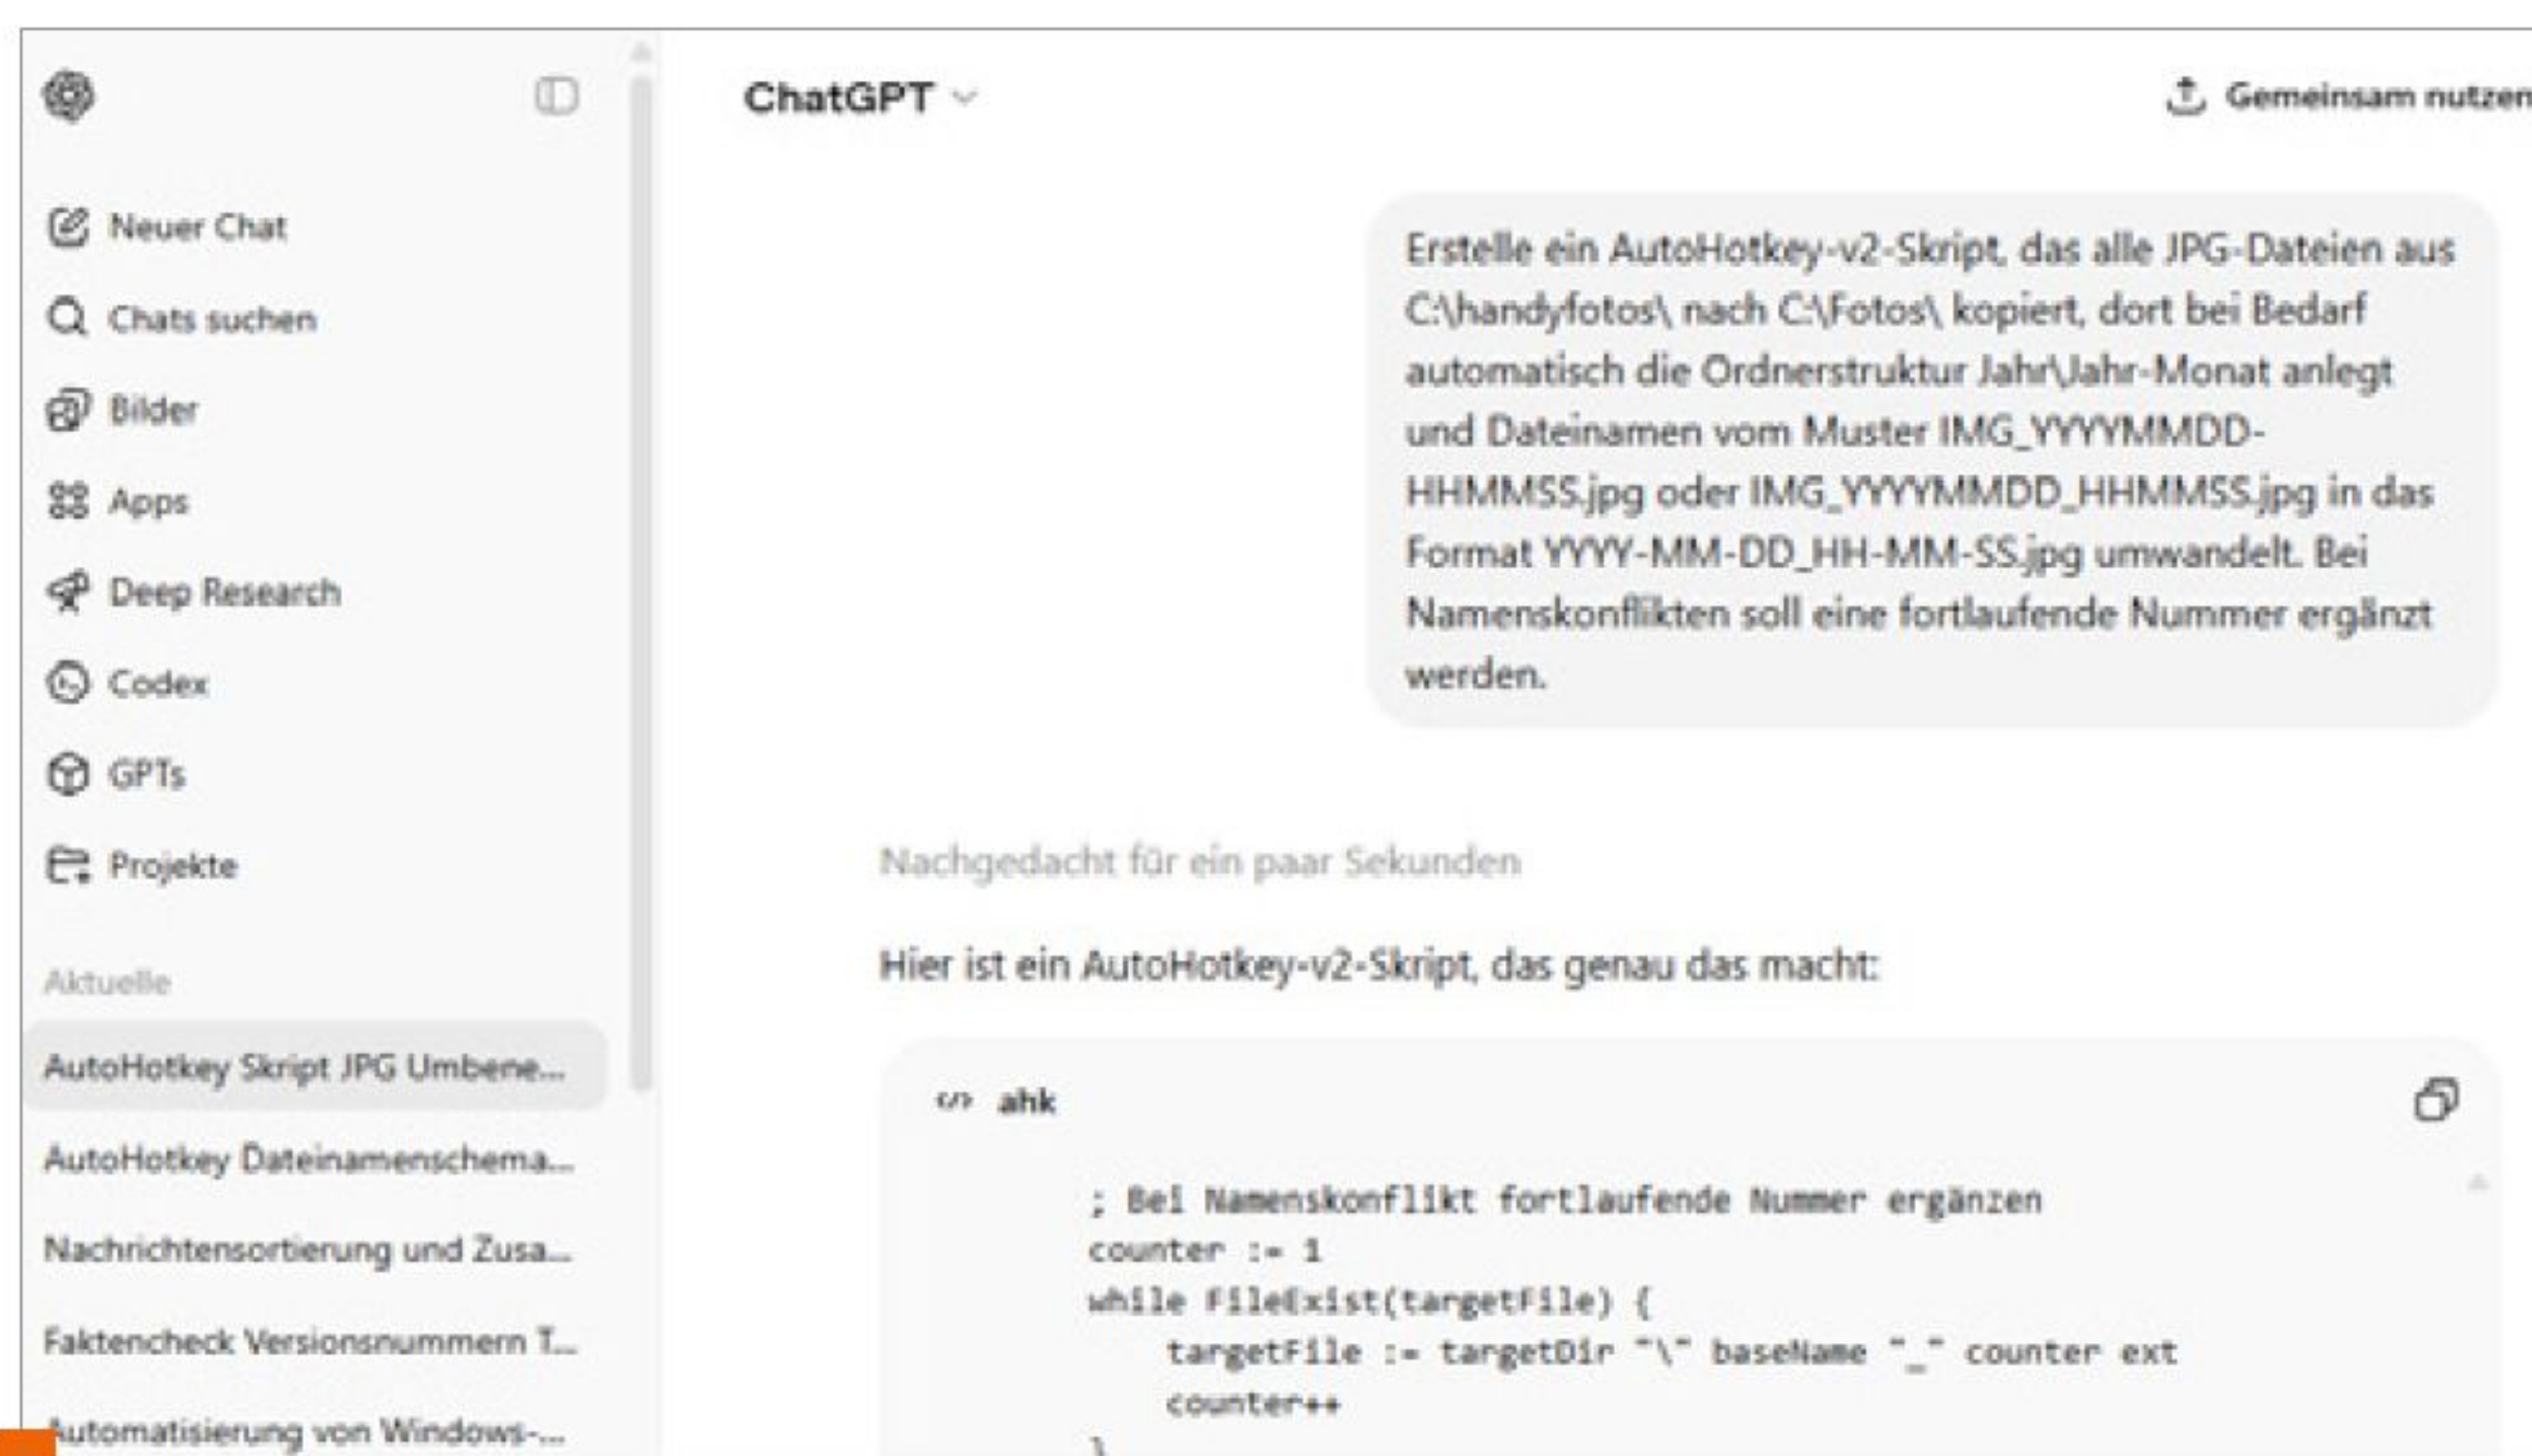 ChatGPT
Gemeinsam nutzen
Neuer Chat
Chats suchen
Bilder
Apps
Deep Research
Codex
GPTs
Projekte
Aktuelle
AutoHotkey Skript JPG Umbene...
AutoHotkey Dateinamenschema...
Nachrichtensortierung und Zusa...
Faktencheck Versionsnummern T...
Automatisierung von Windows-...
Erstelle ein AutoHotkey-v2-Skript, das alle JPG-Dateien aus
C:\handyfotos\ nach C:\Fotos\ kopiert, dort bei Bedarf
automatisch die Ordnerstruktur Jahr\Jahr-Monat anlegt
und Dateinamen vom Muster IMG_YYYYMMDD-
HHMMSS.jpg oder IMG_YYYYMMDD_HHMMSS.jpg in das
Format YYYY-MM-DD_HH-MM-SS.jpg umwandelt. Bei
Namenskonflikten soll eine fortlaufende Nummer ergänzt
werden.
Nachgedacht für ein paar Sekunden
Hier ist ein AutoHotkey-v2-Skript, das genau das macht:
ahk
; Bei Namenskonflikt fortlaufende Nummer ergänzen
counter := 1
while FileExist(targetFile) {
targetFile := targetDir "\" baseName "_" counter ext
counter++
}